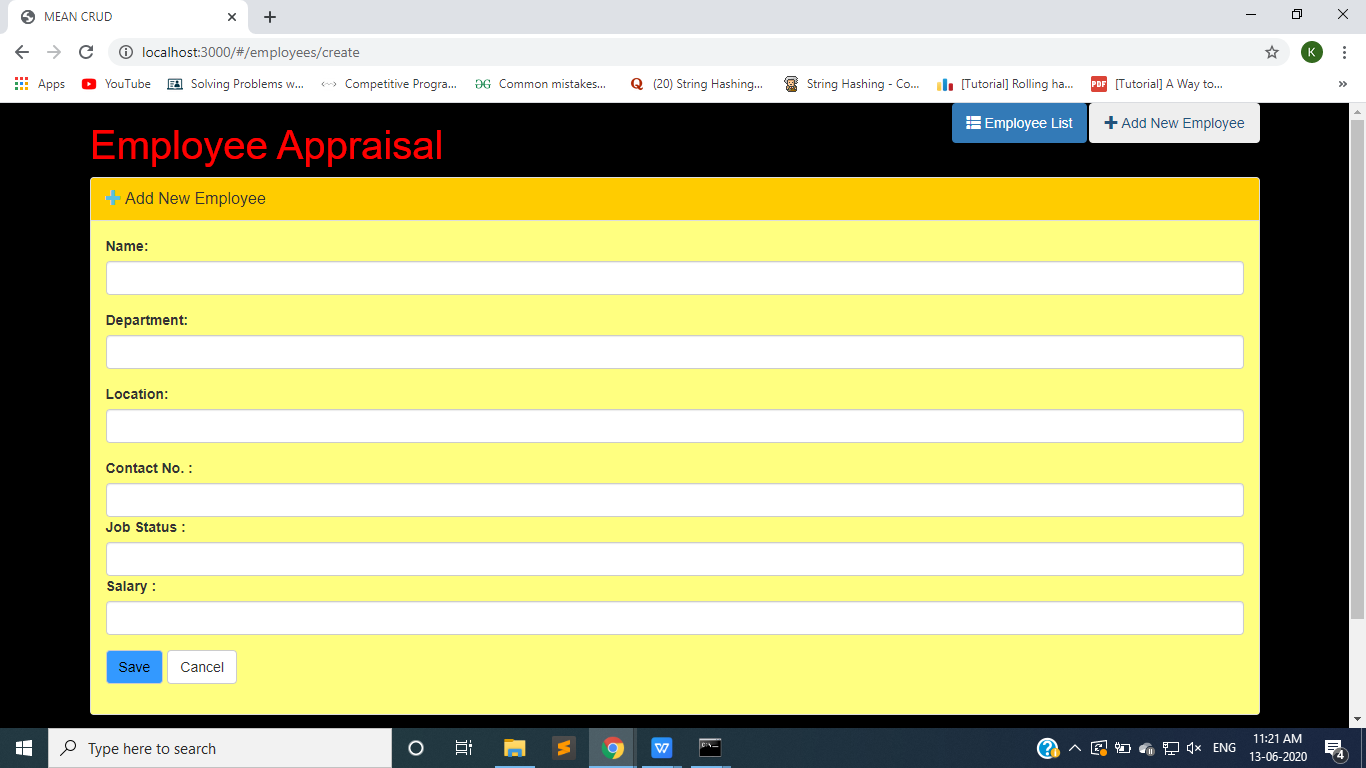 MEAN CRUD
localhost:3000/#/employees/create
K
Apps YouTube Solving Problems w... Competitive Progra... Common mistakes... (20) String Hashing... String Hashing - Co... [Tutorial] Rolling ha... PDF [Tutorial] A Way to... »
Employee List Add New Employee
Employee Appraisal
Add New Employee
Name:
Department:
Location:
Contact No. :
Job Status :
Salary :
Save Cancel
Type here to search
ENG
11:21 AM
13-06-2020
4